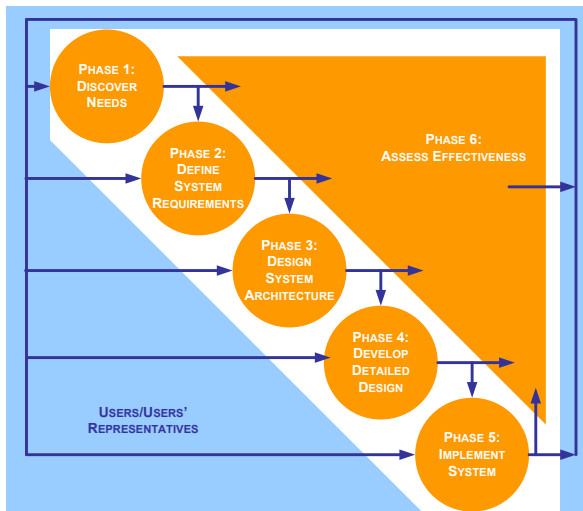 PHASE 1:
DISCOVER
NEEDS
PHASE 2:
DEFINE
SYSTEM
REQUIREMENTS
PHASE 6:
ASSESS EFFECTIVENESS
PHASE 3:
DESIGN
SYSTEM
ARCHITECTURE
PHASE 4:
DEVELOP
DETAILED
DESIGN
USERS/USERS'
REPRESENTATIVES
PHASE 5:
IMPLEMENT
SYSTEM